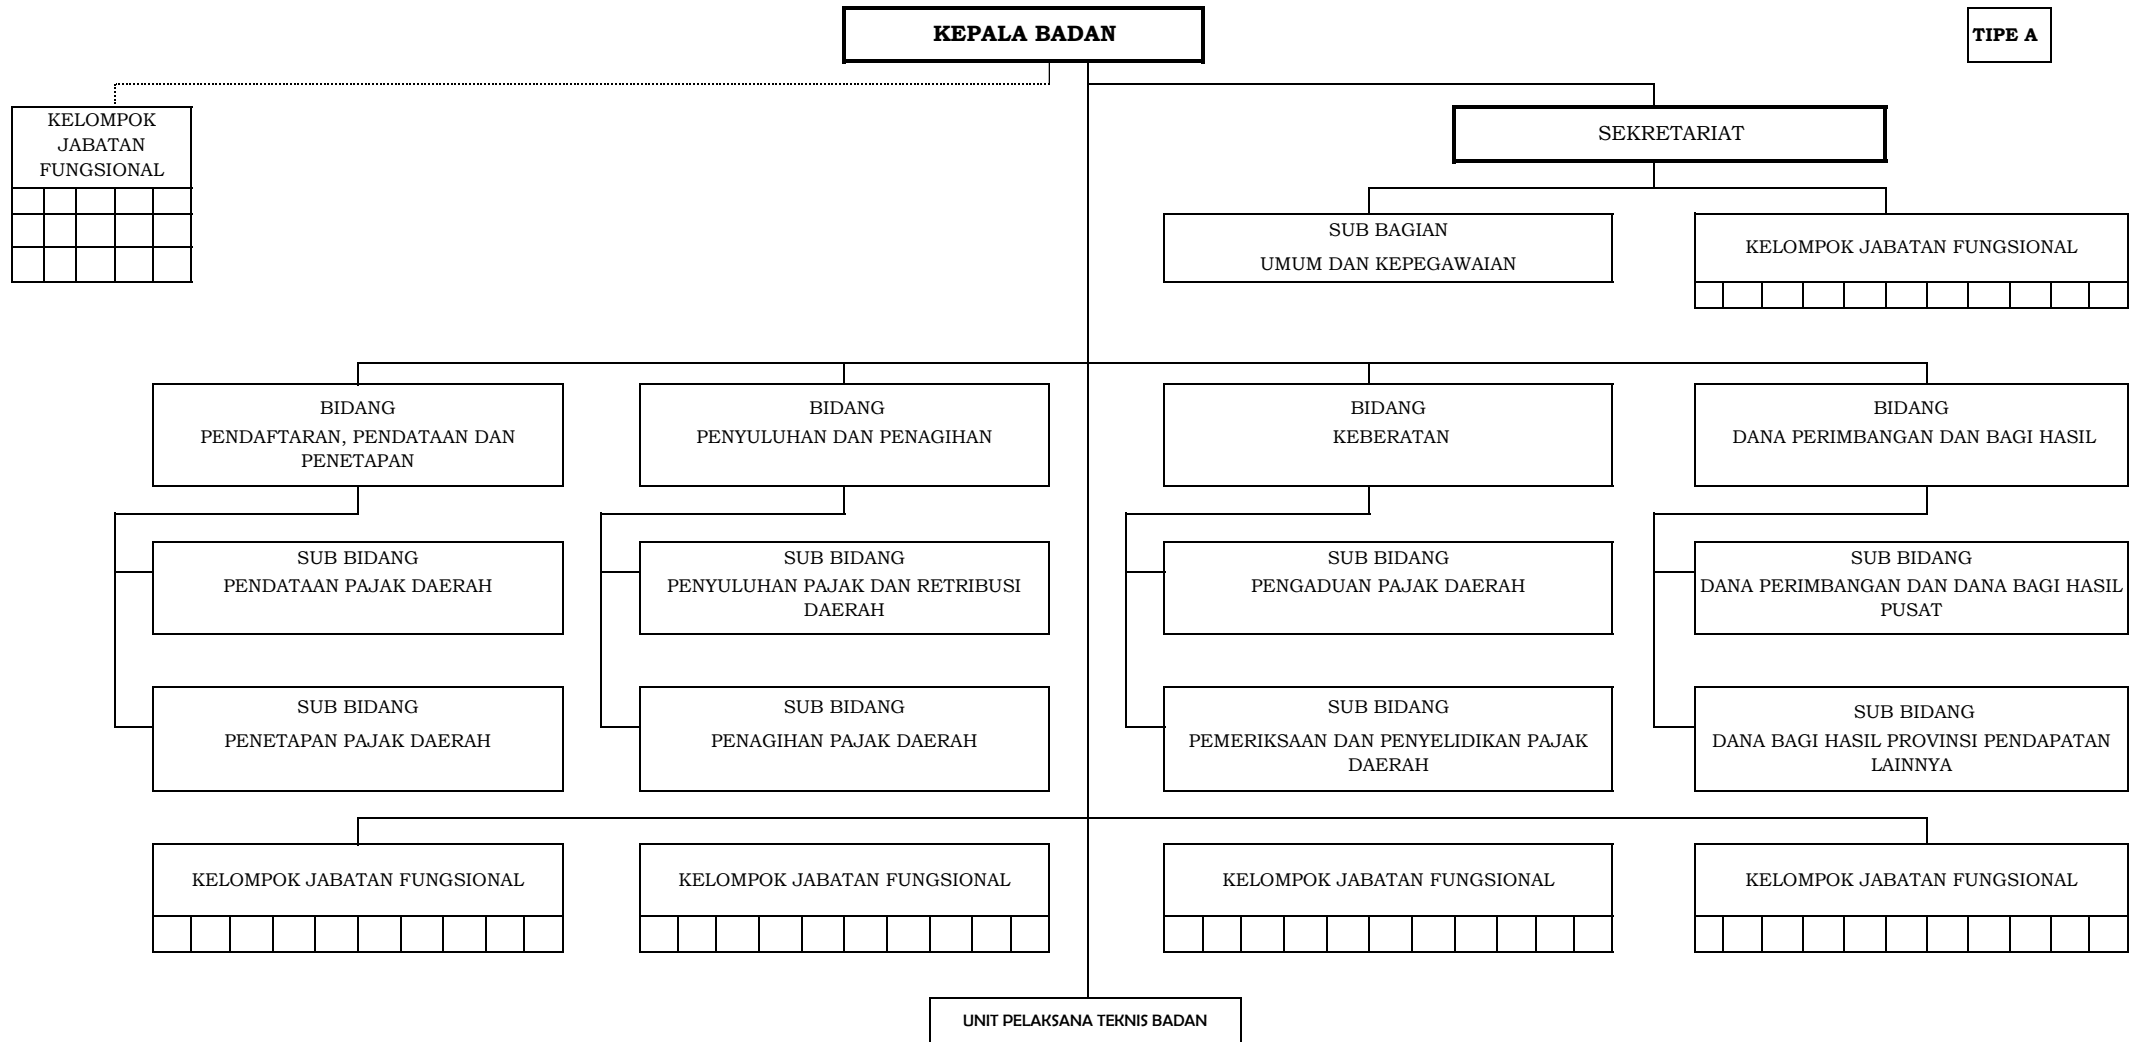 KEPALA BADAN
TIPE A
KELOMPOK
JABATAN
FUNGSIONAL
SEKRETARIAT
SUB BAGIAN
UMUM DAN KEPEGAWAIAN
KELOMPOK JABATAN FUNGSIONAL
BIDANG
PENDAFTARAN, PENDATAAN DAN
PENETAPAN
BIDANG
PENYULUHAN DAN PENAGIHAN
BIDANG
KEBERATAN
BIDANG
DANA PERIMBANGAN DAN BAGI HASIL
SUB BIDANG
PENDATAAN PAJAK DAERAH
SUB BIDANG
PENYULUHAN PAJAK DAN RETRIBUSI
DAERAH
SUB BIDANG
PENGADUAN PAJAK DAERAH
SUB BIDANG
DANA PERIMBANGAN DAN DANA BAGI HASIL
PUSAT
SUB BIDANG
PENETAPAN PAJAK DAERAH
SUB BIDANG
PENAGIHAN PAJAK DAERAH
SUB BIDANG
PEMERIKSAAN DAN PENYELIDIKAN PAJAK
DAERAH
SUB BIDANG
DANA BAGI HASIL PROVINSI PENDAPATAN
LAINNYA
KELOMPOK JABATAN FUNGSIONAL
KELOMPOK JABATAN FUNGSIONAL
KELOMPOK JABATAN FUNGSIONAL
KELOMPOK JABATAN FUNGSIONAL
UNIT PELAKSANA TEKNIS BADAN